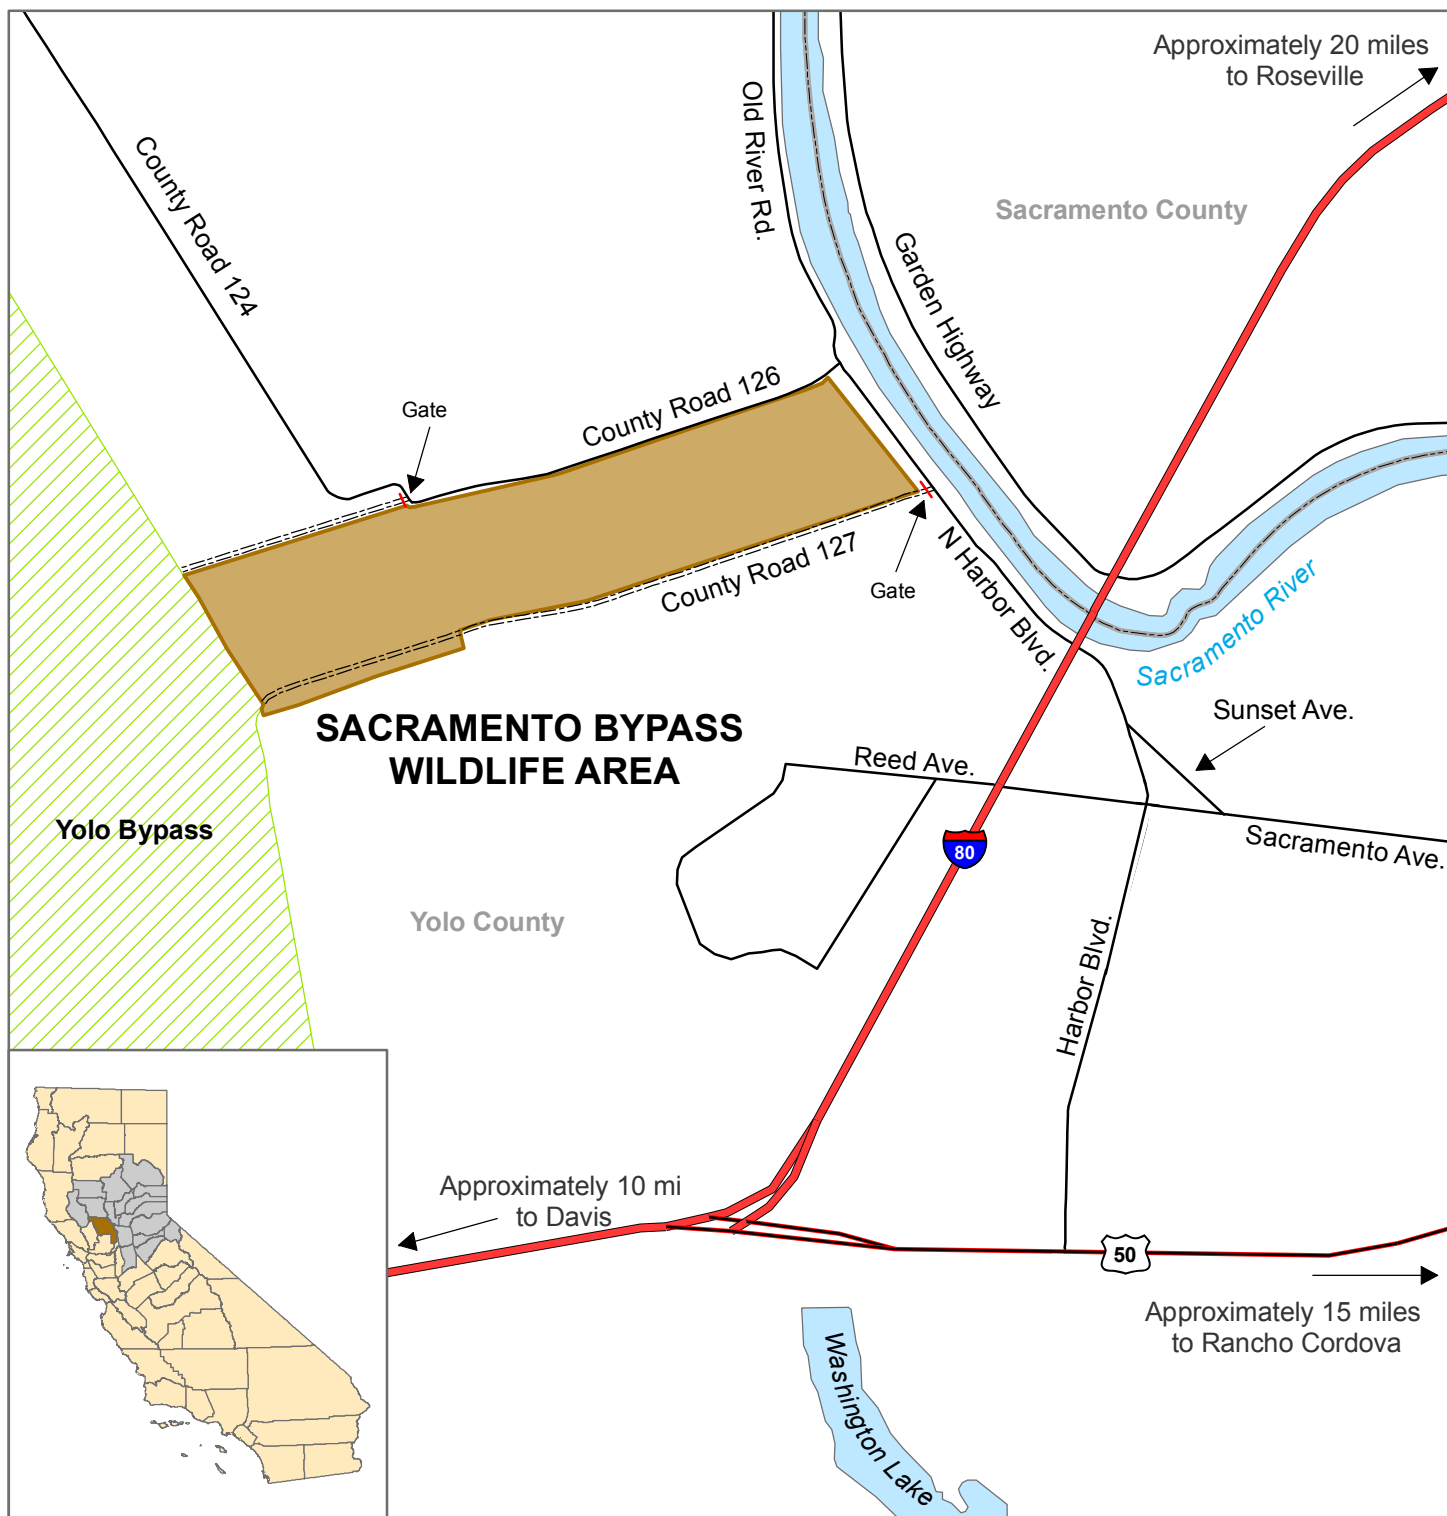 Approximately 20 miles
to Roseville
Old River Rd.
County Road 124
Sacramento County
Garden Highway
County Road 126
Gate
County Road 127
Gate
N Harbor Blvd.
Sacramento River
SACRAMENTO BYPASS
WILDLIFE AREA
Sunset Ave.
Reed Ave.
Yolo Bypass
80
Sacramento Ave.
Yolo County
Harbor Blvd.
Approximately 10 mi
to Davis
50
Approximately 15 miles
to Rancho Cordova
Washington Lake